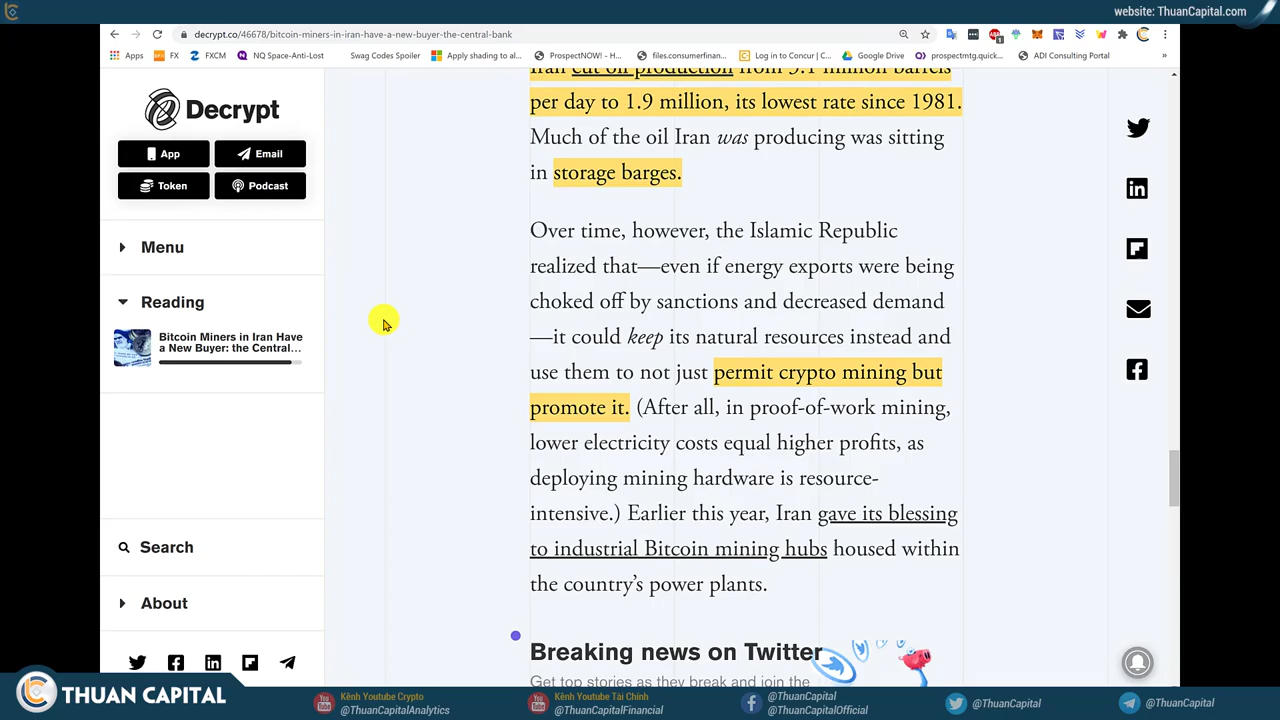 website: ThuanCapital.com
decrypt.co/46678/bitcoin-miners-in-iran-have-a-new-buyer-the-central-bank
Apps
FX
FXCM
NQ Space-Anti-Lost
Swag Codes Spoiler
Apply shading to al...
ProspectNOW! - H...
files.consumerfinan...
Log in to Concur | C...
Google Drive
prospectmtg.quick...
ADI Consulting Portal
»
Decrypt
App
Email
Token
Podcast
Menu
Reading
Bitcoin Miners in Iran Have
a New Buyer: the Central...
Search
About
Iran cut oil production from 3.1 million barrels
per day to 1.9 million, its lowest rate since 1981.
Much of the oil Iran was producing was sitting
in storage barges.
Over time, however, the Islamic Republic
realized that—even if energy exports were being
choked off by sanctions and decreased demand
—it could keep its natural resources instead and
use them to not just permit crypto mining but
promote it. (After all, in proof-of-work mining,
lower electricity costs equal higher profits, as
deploying mining hardware is resource-
intensive.) Earlier this year, Iran gave its blessing
to industrial Bitcoin mining hubs housed within
the country's power plants.
Breaking news on Twitter
Get top stories as they break and join the
THUAN CAPITAL
Kênh Youtube Crypto
@ThuanCapitalAnalytics
Kênh Youtube Tài Chính
@ThuanCapitalFinancial
@ThuanCapital
@ThuanCapitalOfficial
@ThuanCapital
@ThuanCapital